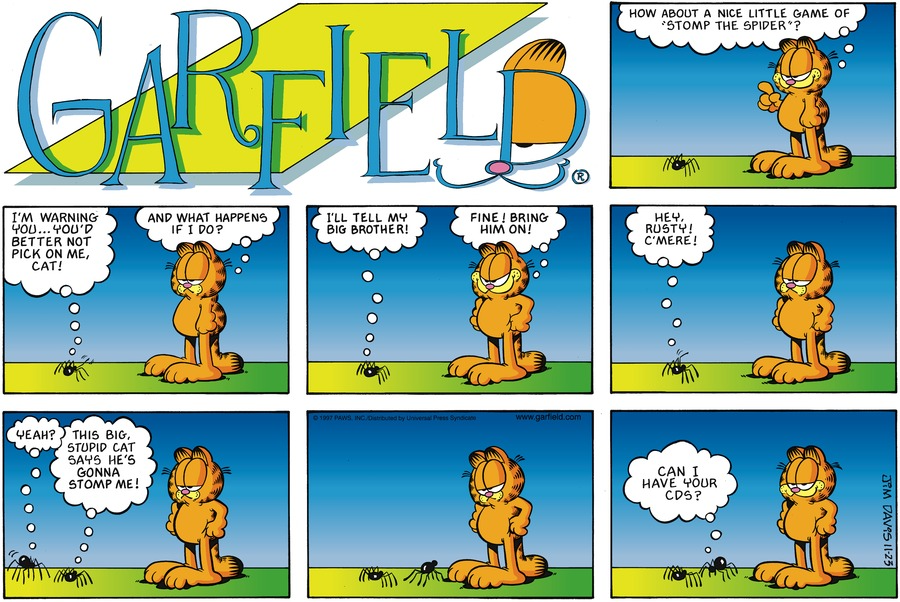 GARFIELD
®
HOW ABOUT A NICE LITTLE GAME OF
"STOMP THE SPIDER"?
I'M WARNING
YOU...YOU'D
BETTER NOT
PICK ON ME,
CAT!
AND WHAT HAPPENS
IF I DO?
I'LL TELL MY
BIG BROTHER!
FINE! BRING
HIM ON!
HEY,
RUSTY!
C'MERE!
YEAH?
THIS BIG,
STUPID CAT
SAYS HE'S
GONNA
STOMP ME!
© 1997 PAWS, INC./Distributed by Universal Press Syndicate
www.garfield.com
CAN I
HAVE YOUR
CDS?
JIM DAVIS 11-23